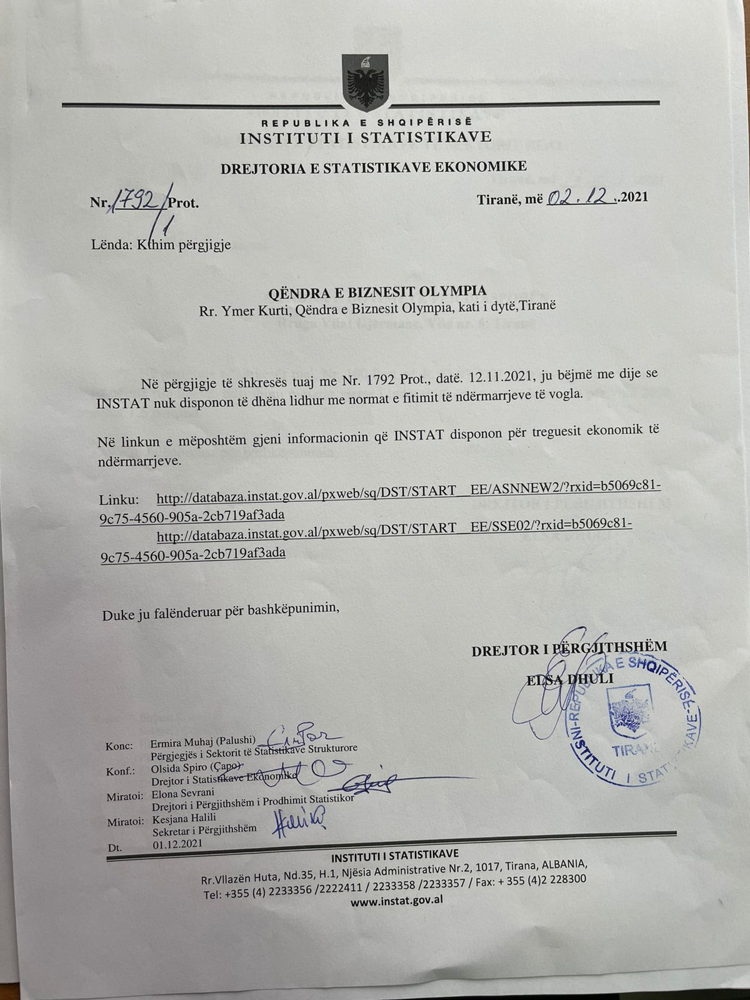 REPUBLIKA E SHQIPËRISË
INSTITUTI I STATISTIKAVE
DREJTORIA E STATISTIKAVE EKONOMIKE
Nr. 1792/1 Prot.
Tiranë, më 02.12..2021
Lënda: Kthim përgjigje
QËNDRA E BIZNESIT OLYMPIA
Rr. Ymer Kurti, Qëndra e Biznesit Olympia, kati i dytë,Tiranë
Në përgjigje të shkresës tuaj me Nr. 1792 Prot., datë. 12.11.2021, ju bëjmë me dije se
INSTAT nuk disponon të dhëna lidhur me normat e fitimit të ndërmarrjeve të vogla.
Në linkun e mëposhtëm gjeni informacionin që INSTAT disponon për treguesit ekonomik të
ndërmarrjeve.
Linku: http://databaza.instat.gov.al/pxweb/sq/DST/START__EE/ASNNEW2/?rxid=b5069c81-
9c75-4560-905a-2cb719af3ada
http://databaza.instat.gov.al/pxweb/sq/DST/START__EE/SSE02/?rxid=b5069c81-
9c75-4560-905a-2cb719af3ada
Duke ju falënderuar për bashkëpunimin,
DREJTOR I PËRGJITHSHËM
ELSA DHULI
INSTITUTI I STATISTIKAVE-REPUBLIKA E SHQIPËRISË-
TIRANË
Konc: Ermira Muhaj (Palushi)
Përgjegjës i Sektorit të Statistikave Strukturore
Konf.: Olsida Spiro (Çapo)
Drejtor i Statistikave Ekonomike
Miratoi: Elona Sevrani
Drejtori i Përgjithshëm i Prodhimit Statistikor
Miratoi: Kesjana Halili
Sekretar i Përgjithshëm
Dt. 01.12.2021
INSTITUTI I STATISTIKAVE
Rr.Vllazën Huta, Nd.35, H.1, Njësia Administrative Nr.2, 1017, Tirana, ALBANIA,
Tel: +355 (4) 2233356 /2222411 / 2233358 /2233357 / Fax: + 355 (4)2 228300
www.instat.gov.al